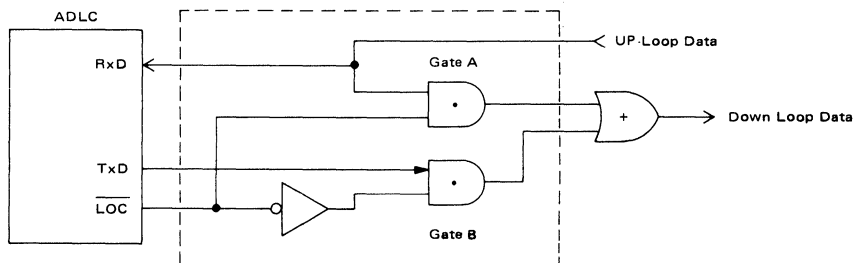 ADLC
UP-Loop Data
RxD
Gate A
•
+
Down Loop Data
TxD
•
LOC
Gate B